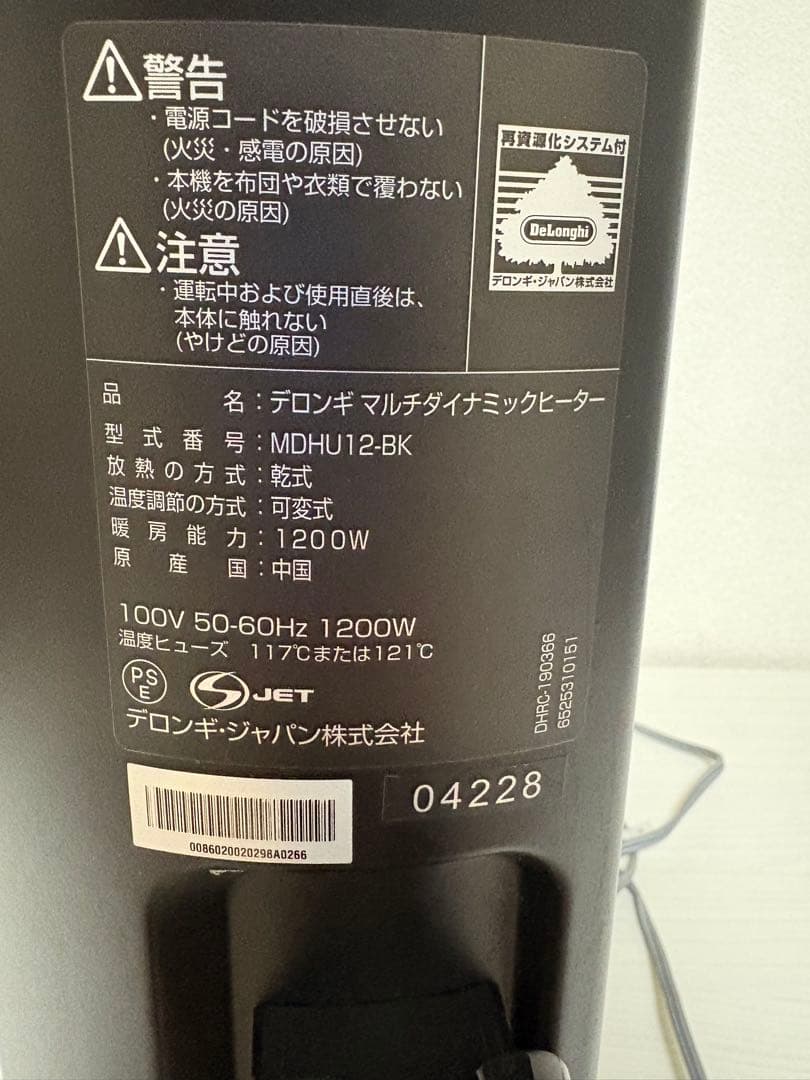 警告
・電源コードを破損させない
(火災・感電の原因)
・本機を布団や衣類で覆わない
(火災の原因)
注意
・運転中および使用直後は、
本体に触れない
(やけどの原因)
再資源化システム付
DeLonghi
デロンギ・ジャパン株式会社
品名：デロンギ マルチダイナミックヒーター
型式番号：MDHU12-BK
放熱の方式：乾式
温度調節の方式：可変式
暖房能力：1200W
原産国：中国
100V 50-60Hz 1200W
温度ヒューズ 117℃または121℃
PSE
JET
デロンギ・ジャパン株式会社
DHRC-190366
6525310151
0086020020298A0266
04228